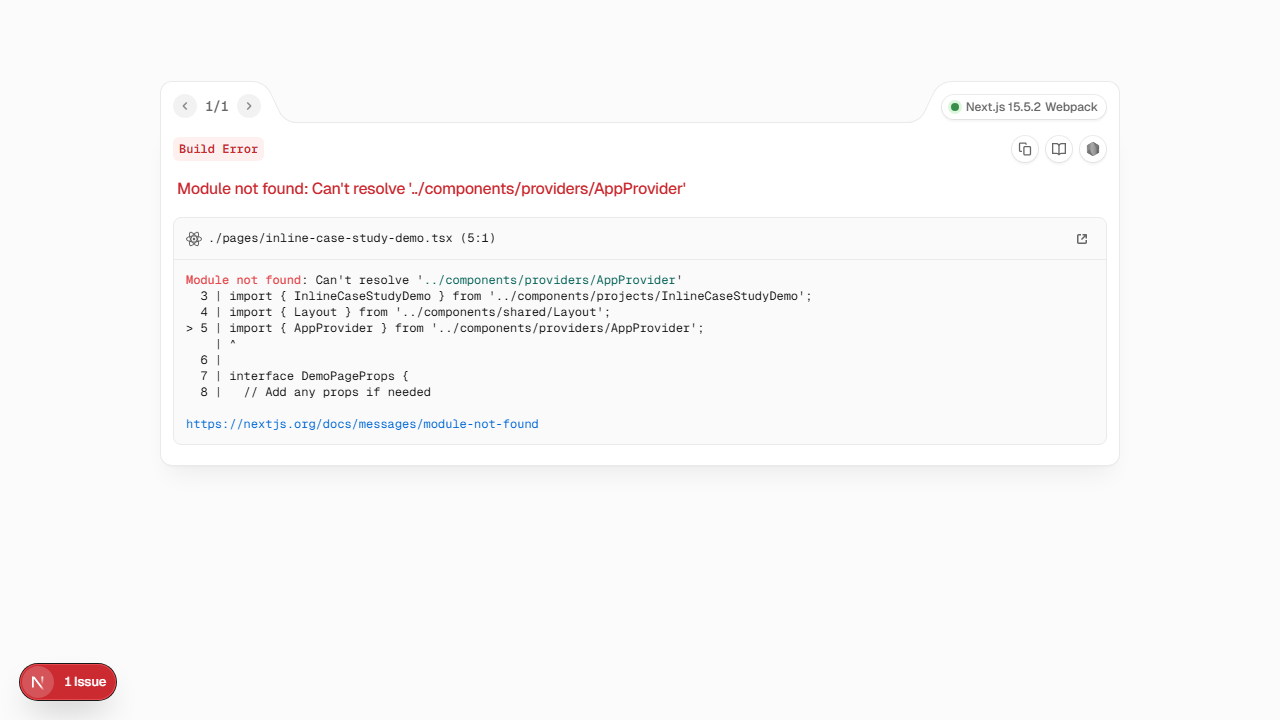 1/1
Next.js 15.5.2 Webpack
Build Error
Module not found: Can't resolve '../components/providers/AppProvider'
./pages/inline-case-study-demo.tsx (5:1)
Module not found: Can't resolve '../components/providers/AppProvider'
  3 | import { InlineCaseStudyDemo } from '../components/projects/InlineCaseStudyDemo';
  4 | import { Layout } from '../components/shared/Layout';
> 5 | import { AppProvider } from '../components/providers/AppProvider';
    | ^
  6 |
  7 | interface DemoPageProps {
  8 |   // Add any props if needed
https://nextjs.org/docs/messages/module-not-found
N 1 Issue